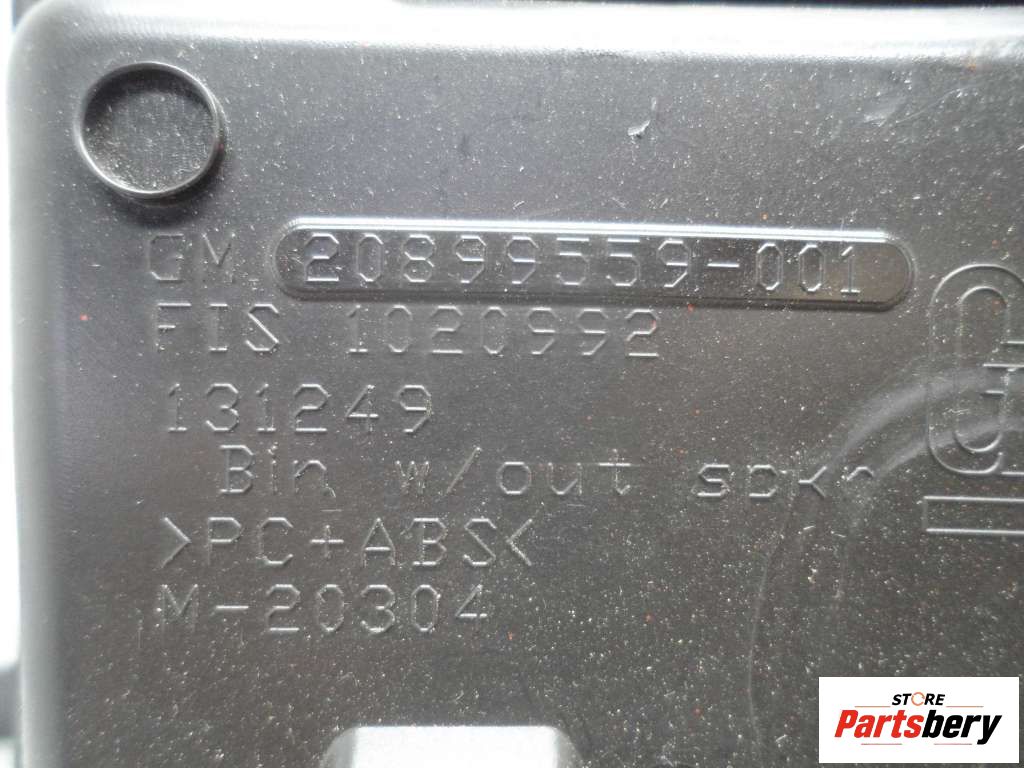 GM 20899559-001
FIS 1020992
131249
Bin w/out spkr
>PC+ABS<
M-20304
STORE
Partsbery